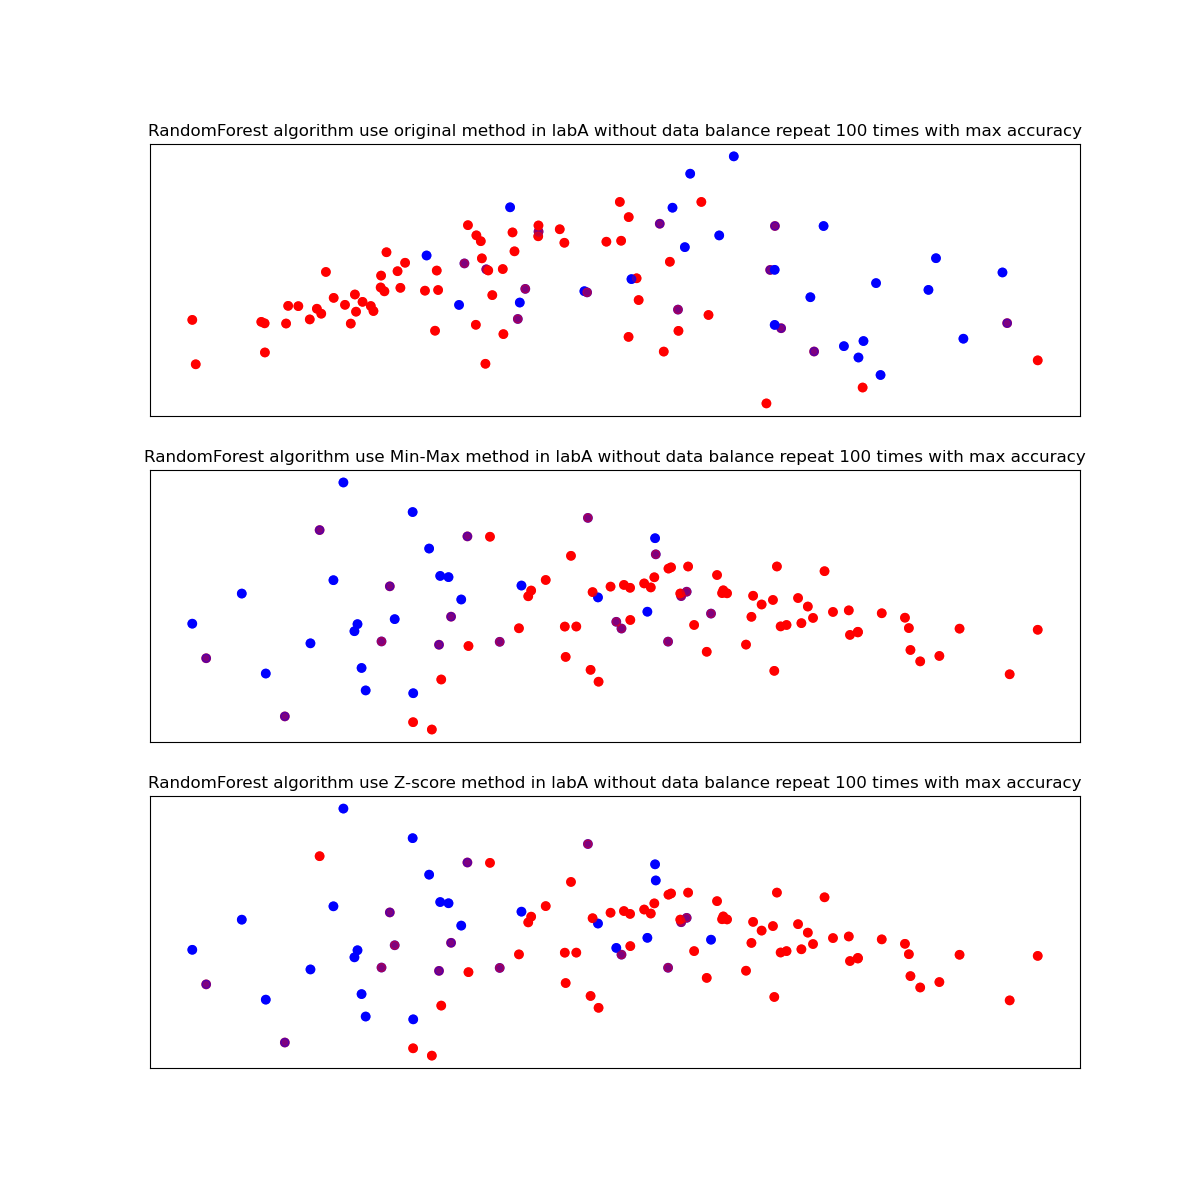 RandomForest algorithm use original method in labA without data balance repeat 100 times with max accuracy
RandomForest algorithm use Min-Max method in labA without data balance repeat 100 times with max accuracy
RandomForest algorithm use Z-score method in labA without data balance repeat 100 times with max accuracy